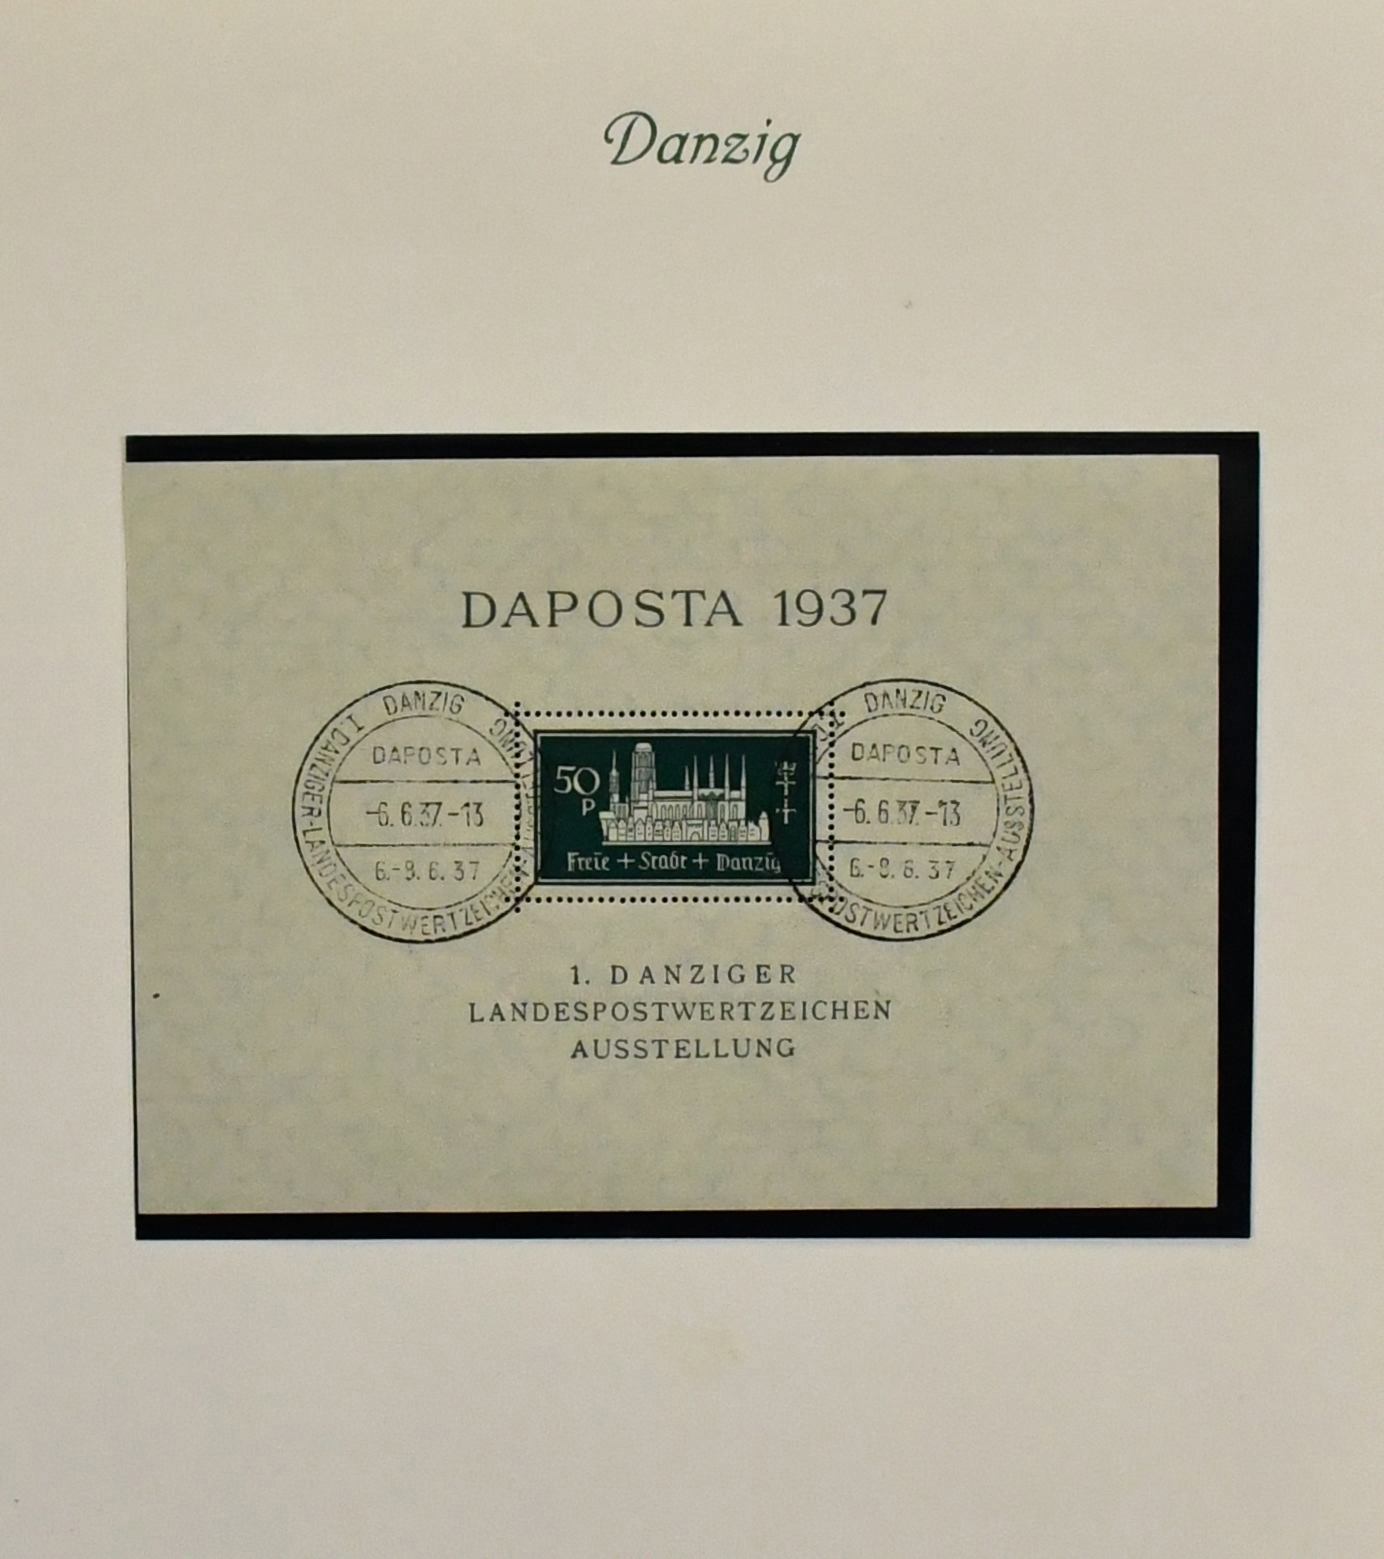 Danzig
DAPOSTA 1937
DANZIG
I. DANZIGER-LANDESPOSTWERTZEICHEN-
DAPOSTA
-6.6.37.-13
6.-8.6.37
50
P
Freie + Stadt + Danzig
DANZIG
POSTWERTZEICHEN-AUSSTELLUNG
DAPOSTA
-6.6.37.-13
6.-8.6.37
1. DANZIGER
LANDESPOSTWERTZEICHEN
AUSSTELLUNG